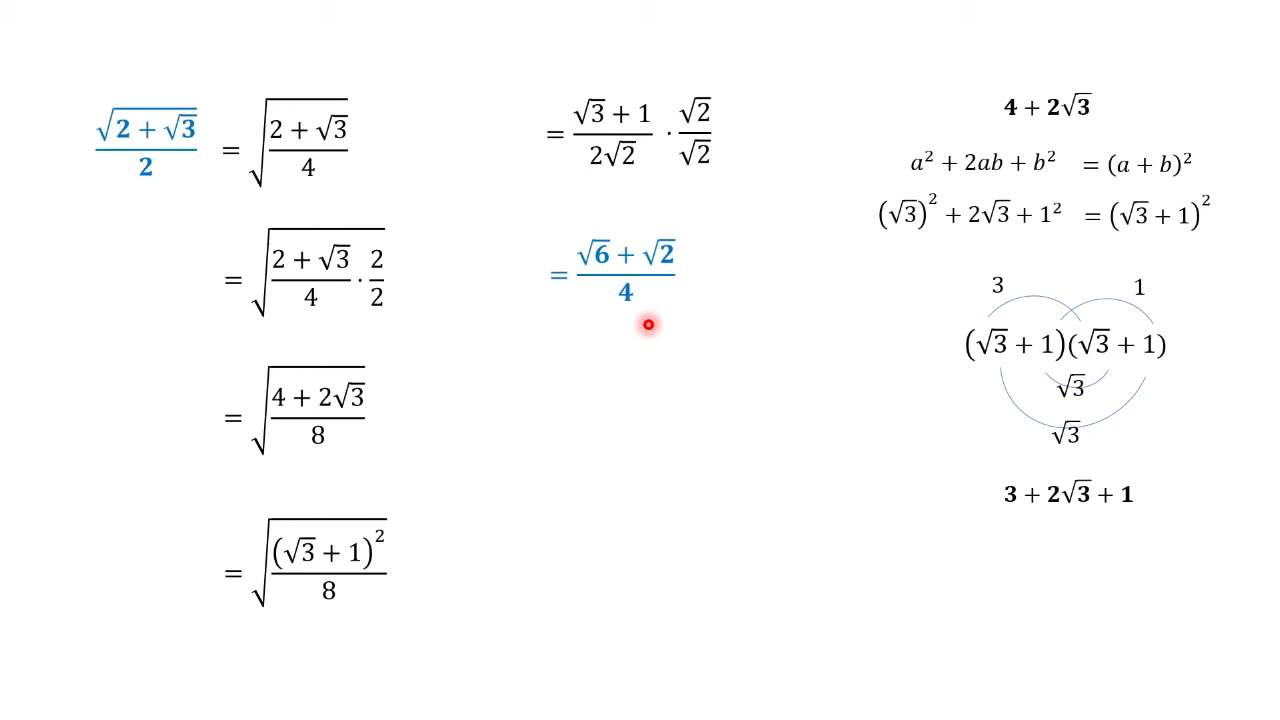 √(2 + √3) / 2 = √((2 + √3) / 4)
= √((2 + √3) / 4 · 2 / 2)
= √((4 + 2√3) / 8)
= √((√3 + 1)² / 8)
= (√3 + 1) / (2√2) · √2 / √2
= (√6 + √2) / 4
4 + 2√3
a² + 2ab + b² = (a + b)²
(√3)² + 2√3 + 1² = (√3 + 1)²
3 1
(√3 + 1)(√3 + 1)
√3
√3
3 + 2√3 + 1